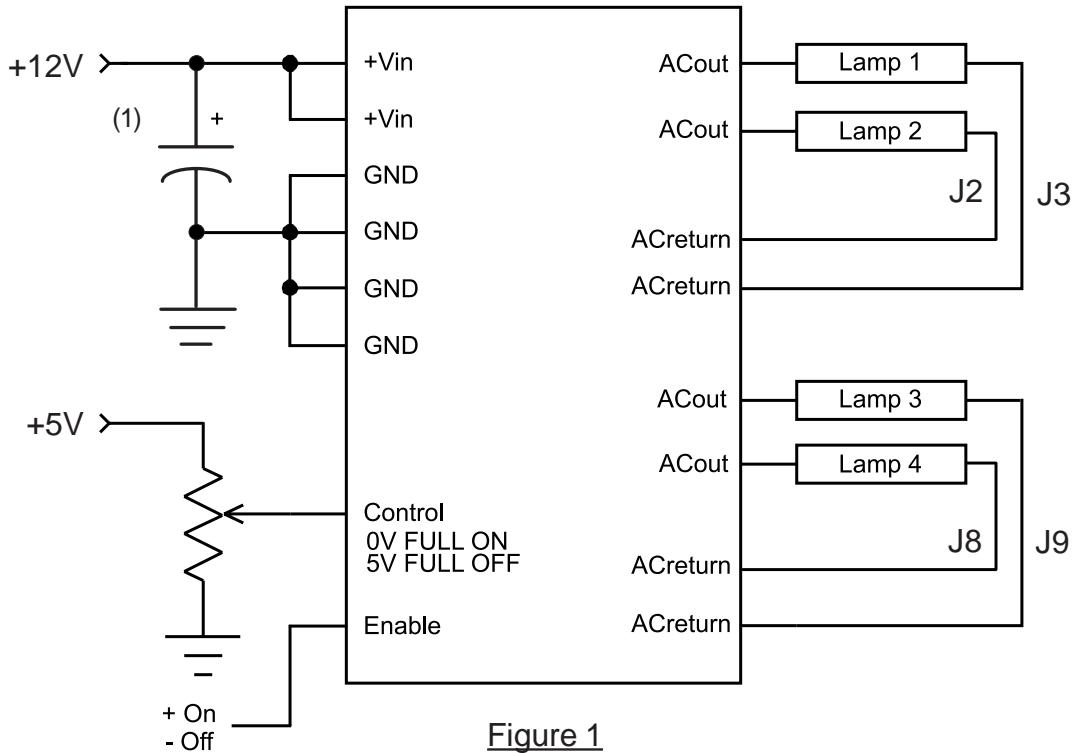 +12V
(1)
+
+Vin
+Vin
GND
GND
GND
GND
+5V
Control
0V FULL ON
5V FULL OFF
Enable
+ On
- Off
ACout
Lamp 1
ACout
Lamp 2
J2
J3
ACreturn
ACreturn
ACout
Lamp 3
ACout
Lamp 4
J8
J9
ACreturn
ACreturn
Figure 1